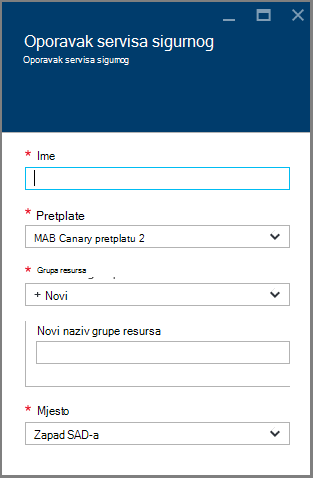 Oporavak servisa sigurnog
Oporavak servisa sigurnog
* Ime
* Pretplate
MAB Canary pretplatu 2
* Grupa resursa
+ Novi
Novi naziv grupe resursa
* Mjesto
Zapad SAD-a